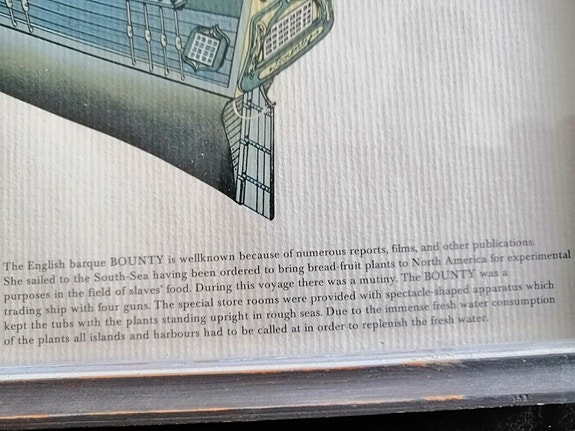 The English barque BOUNTY is wellknown because of numerous reports, films, and other publications.
She sailed to the South-Sea having been ordered to bring bread-fruit plants to North America for experimental
purposes in the field of slaves' food. During this voyage there was a mutiny. The BOUNTY was a
trading ship with four guns. The special store rooms were provided with spectacle-shaped apparatus which
kept the tubs with the plants standing upright in rough seas. Due to the immense fresh water consumption
of the plants all islands and harbours had to be called at in order to replenish the fresh water.